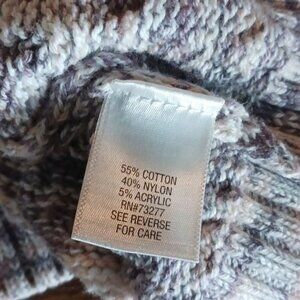 55% COTTON
40% NYLON
5% ACRYLIC
RN#73277
SEE REVERSE
FOR CARE